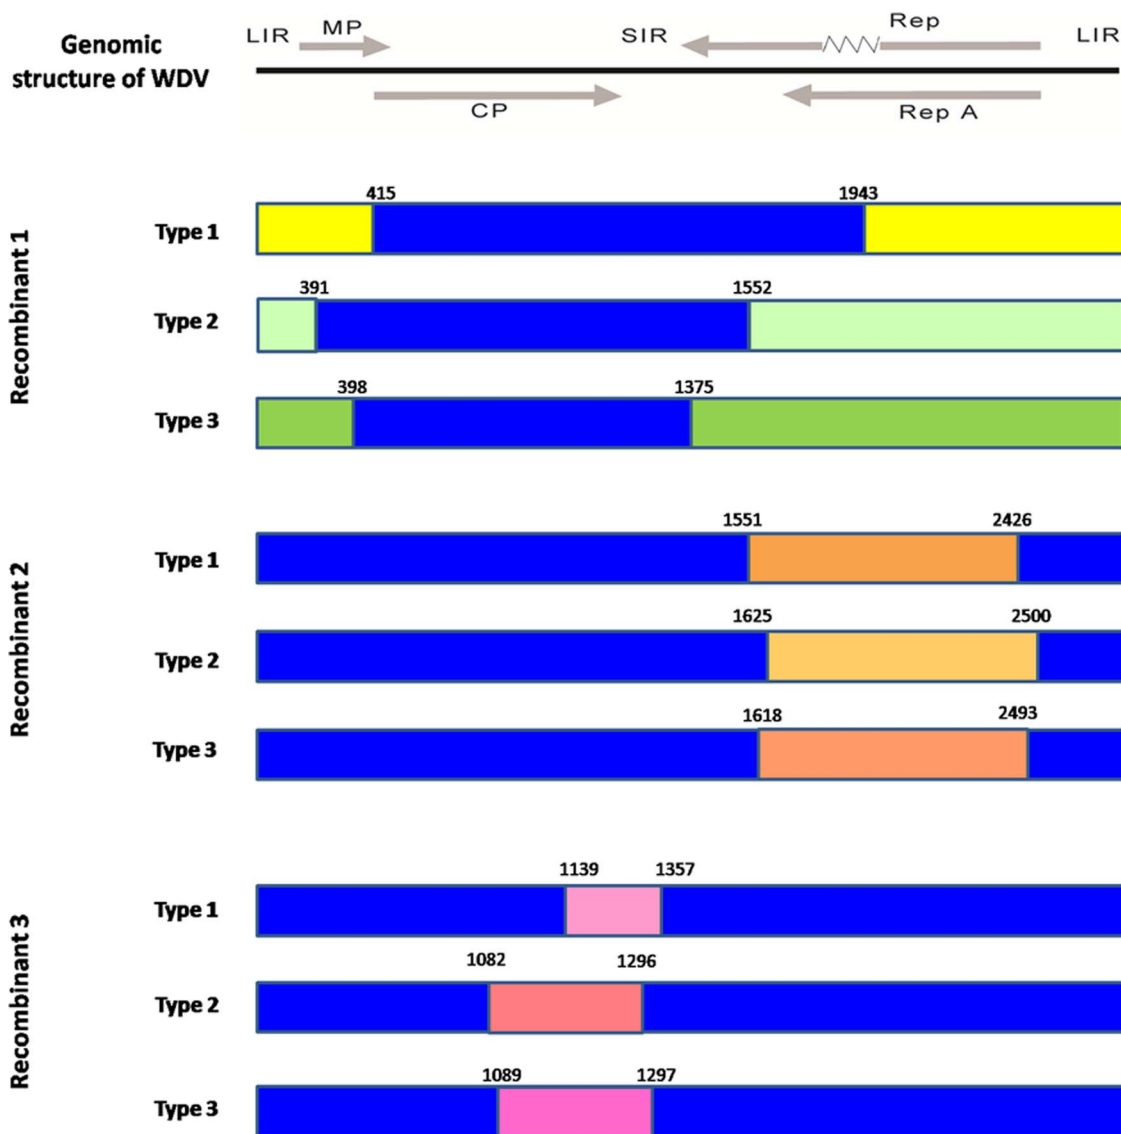 Genomic
structure of WDV
LIR MP SIR Rep LIR
CP Rep A
Recombinant 1
415 1943
Type 1
391 1552
Type 2
398 1375
Type 3
Recombinant 2
1551 2426
Type 1
1625 2500
Type 2
1618 2493
Type 3
Recombinant 3
1139 1357
Type 1
1082 1296
Type 2
1089 1297
Type 3